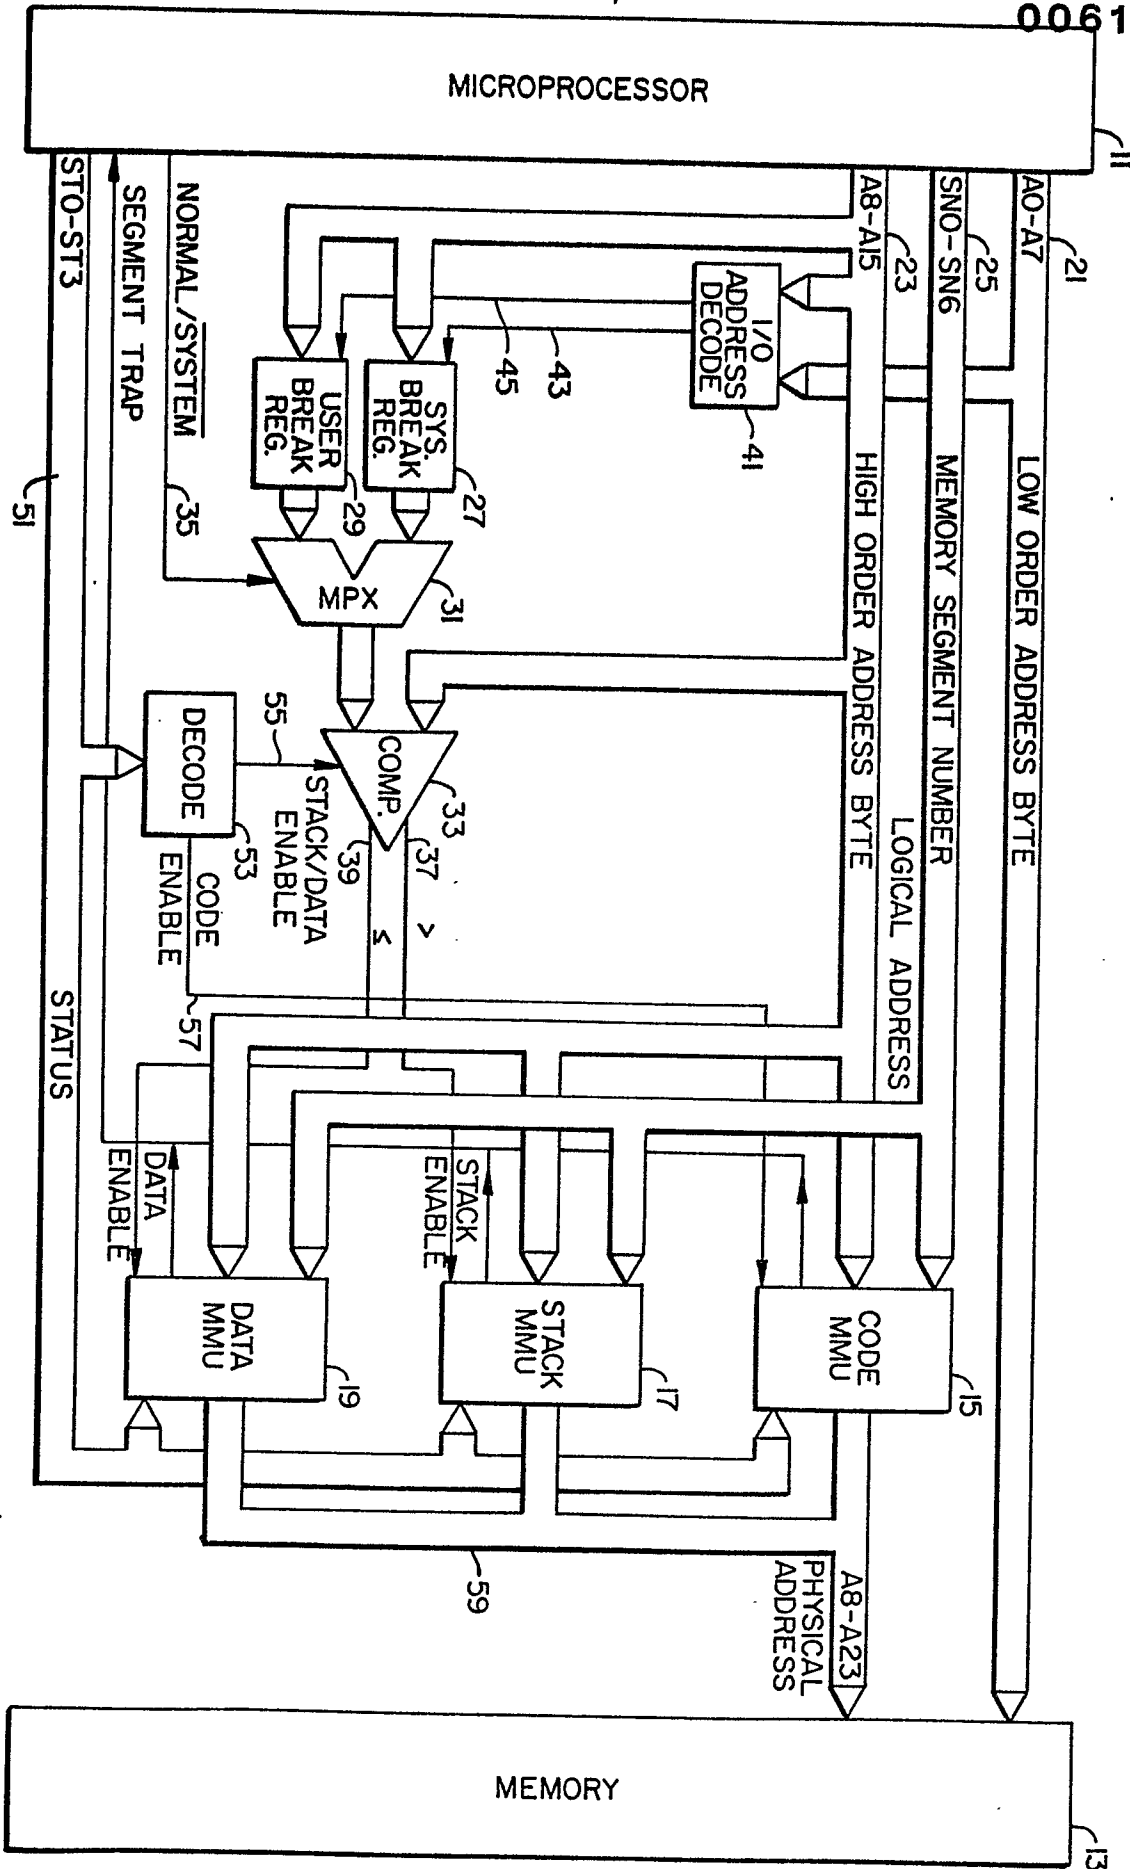 0061
MICROPROCESSOR
11
A0-A7
21
SN0-SN6
25
A8-A15
23
NORMAL/SYSTEM
35
SEGMENT TRAP
ST0-ST3
51
I/O
ADDRESS
DECODE
41
43
45
SYS.
BREAK
REG.
27
USER
BREAK
REG.
29
MPX
31
LOW ORDER ADDRESS BYTE
MEMORY SEGMENT NUMBER
HIGH ORDER ADDRESS BYTE
LOGICAL ADDRESS
COMP.
33
37
39
>
≤
DECODE
53
55
STACK/DATA
ENABLE
CODE
ENABLE
57
STATUS
STACK
ENABLE
DATA
ENABLE
CODE
MMU
15
STACK
MMU
17
DATA
MMU
19
59
A8-A23
PHYSICAL
ADDRESS
MEMORY
13